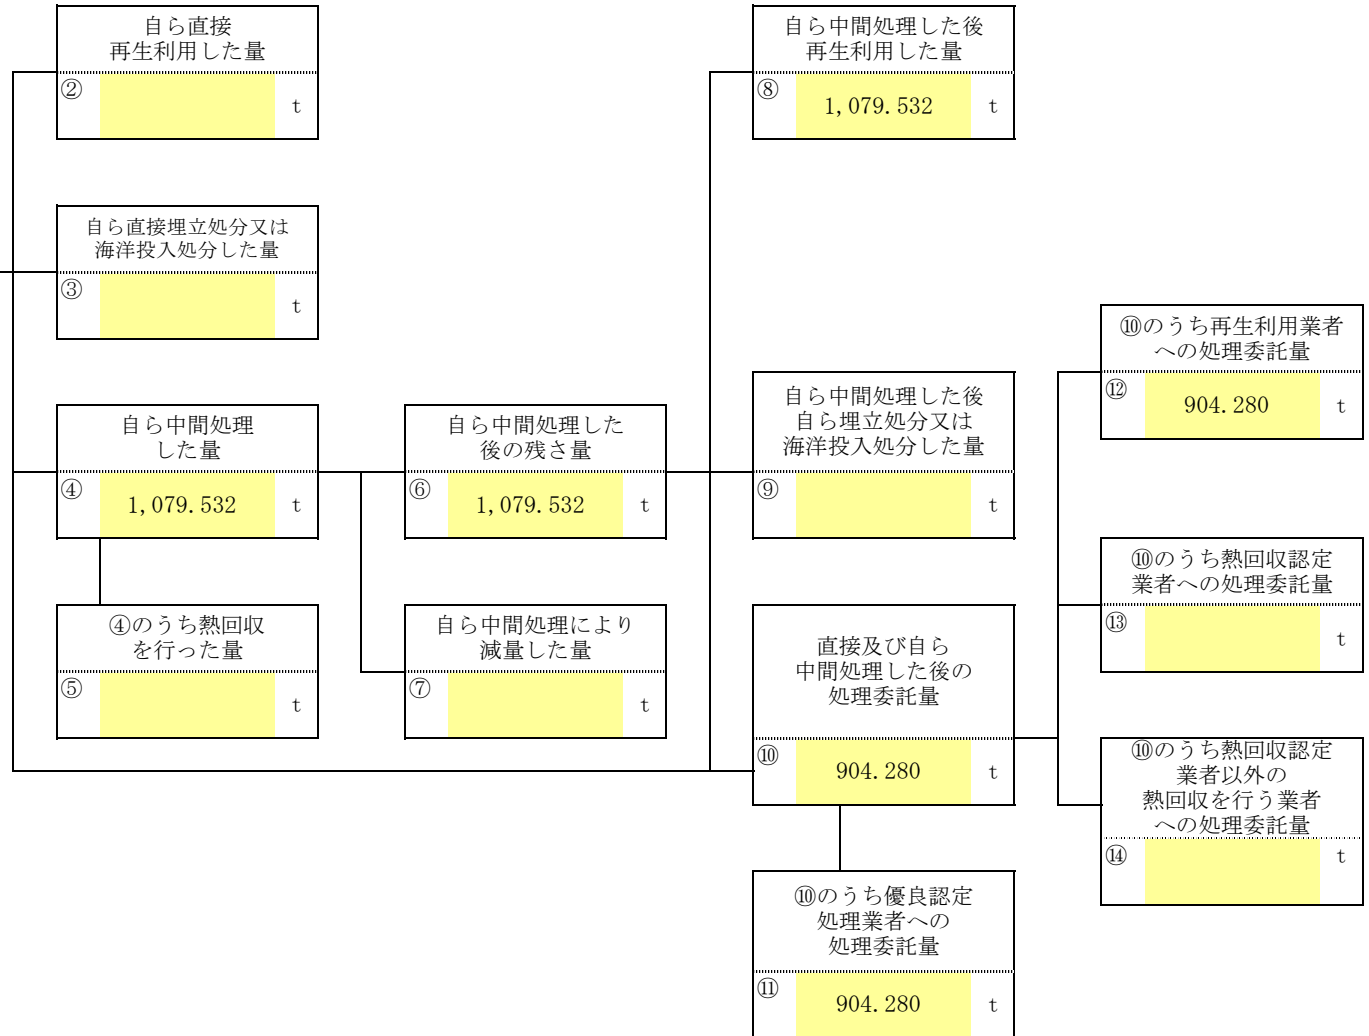 自ら直接
再生利用した量
②
t
自ら中間処理した後
再生利用した量
⑧
1,079.532
t
自ら直接埋立処分又は
海洋投入処分した量
③
t
⑩のうち再生利用業者
への処理委託量
⑫
904.280
t
自ら中間処理
した量
④
1,079.532
t
自ら中間処理した
後の残さ量
⑥
1,079.532
t
自ら中間処理した後
自ら埋立処分又は
海洋投入処分した量
⑨
t
⑩のうち熱回収認定
業者への処理委託量
⑬
t
④のうち熱回収
を行った量
⑤
t
自ら中間処理により
減量した量
⑦
t
直接及び自ら
中間処理した後の
処理委託量
⑩
904.280
t
⑩のうち熱回収認定
業者以外の
熱回収を行う業者
への処理委託量
⑭
t
⑩のうち優良認定
処理業者への
処理委託量
⑪
904.280
t